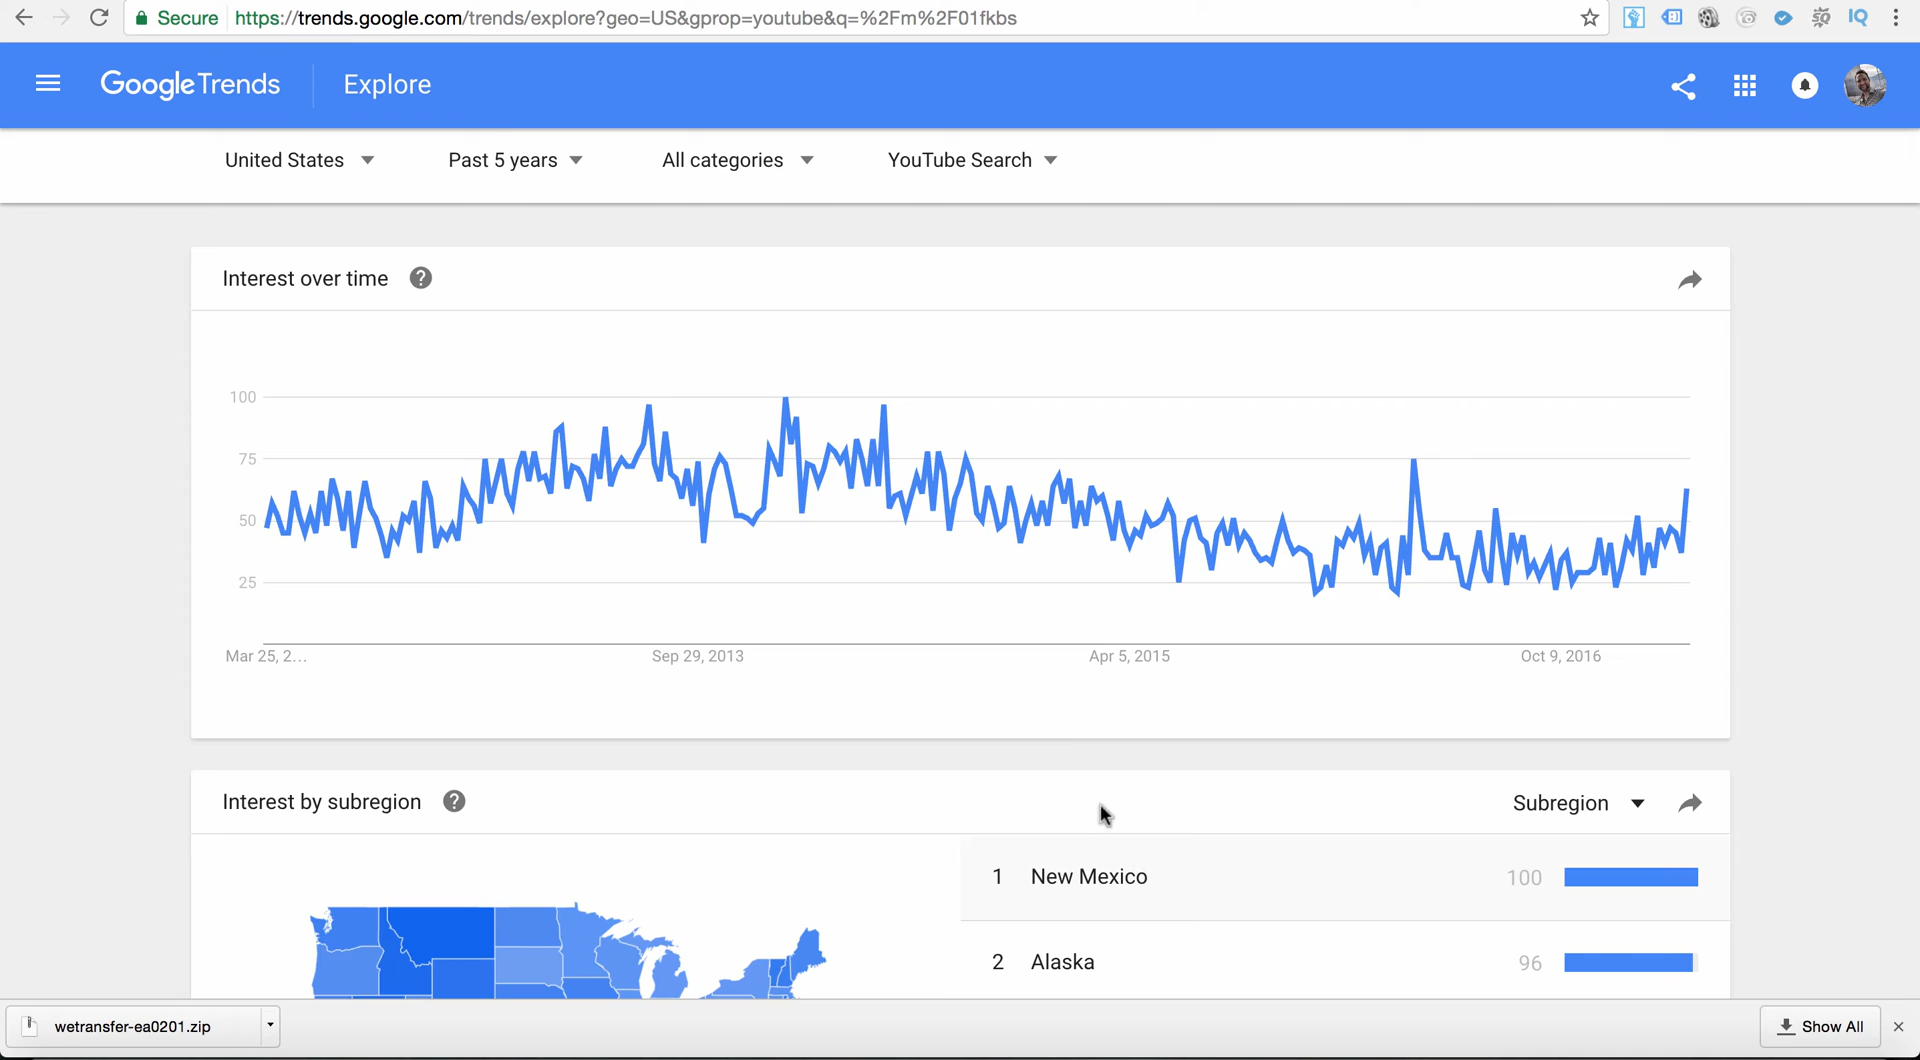 Secure https://trends.google.com/trends/explore?geo=US&gprop=youtube&q=%2Fm%2F01fkbs
Google Trends Explore
United States Past 5 years All categories YouTube Search
Interest over time ?
100
75
50
25
Mar 25, 2... Sep 29, 2013 Apr 5, 2015 Oct 9, 2016
Interest by subregion ? Subregion
1 New Mexico 100
2 Alaska 96
wetransfer-ea0201.zip Show All